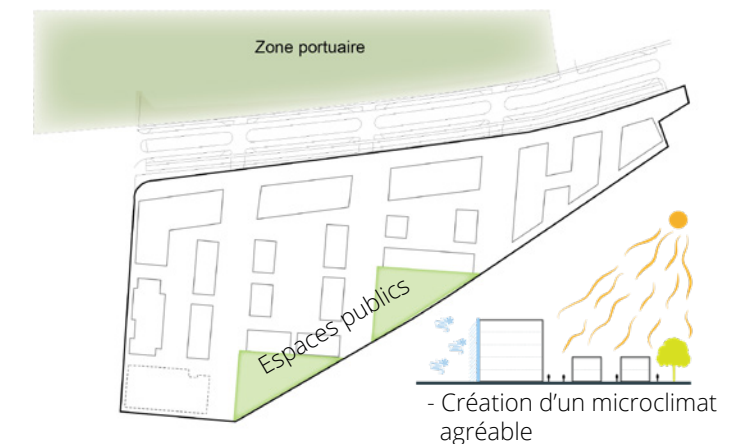 Zone portuaire
Espaces publics
- Création d'un microclimat
agréable